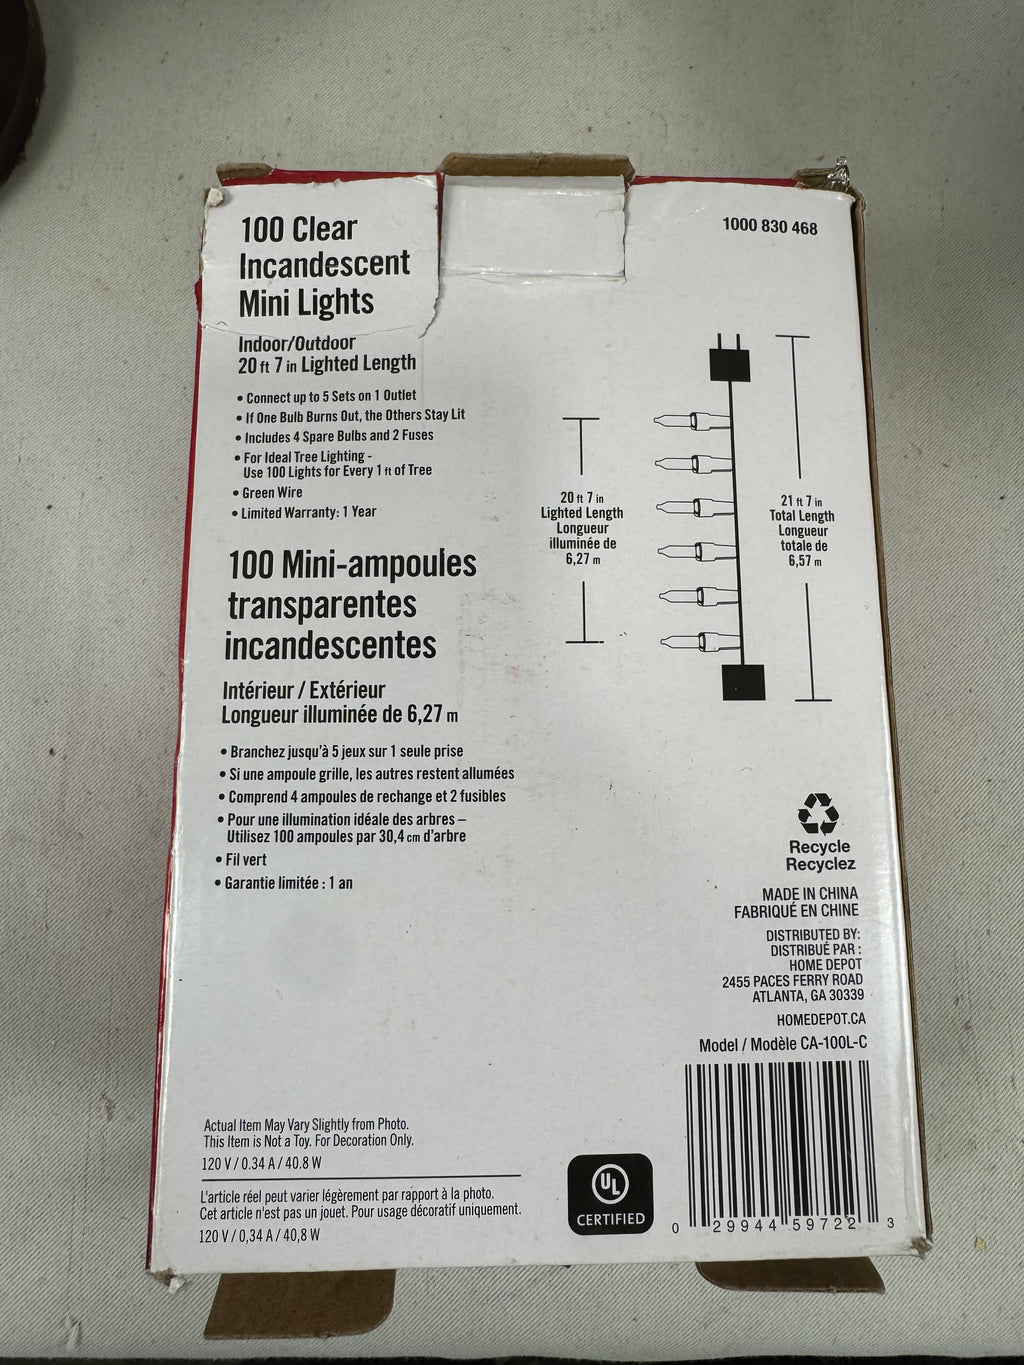 100 Clear
Incandescent
Mini Lights
Indoor/Outdoor
20 ft 7 in Lighted Length
• Connect up to 5 Sets on 1 Outlet
• If One Bulb Burns Out, the Others Stay Lit
• Includes 4 Spare Bulbs and 2 Fuses
• For Ideal Tree Lighting -
Use 100 Lights for Every 1 ft of Tree
• Green Wire
• Limited Warranty: 1 Year
100 Mini-ampoules
transparentes
incandescentes
Intérieur / Extérieur
Longueur illuminée de 6,27 m
• Branchez jusqu'à 5 jeux sur 1 seule prise
• Si une ampoule grille, les autres restent allumées
• Comprend 4 ampoules de rechange et 2 fusibles
• Pour une illumination idéale des arbres –
Utilisez 100 ampoules par 30,4 cm d'arbre
• Fil vert
• Garantie limitée : 1 an
1000 830 468
20 ft 7 in
Lighted Length
Longueur
illuminée de
6,27 m
21 ft 7 in
Total Length
Longueur
totale de
6,57 m
Recycle
Recyclez
MADE IN CHINA
FABRIQUÉ EN CHINE
DISTRIBUTED BY:
DISTRIBUÉ PAR :
HOME DEPOT
2455 PACES FERRY ROAD
ATLANTA, GA 30339
HOMEDEPOT.CA
Model / Modèle CA-100L-C
Actual Item May Vary Slightly from Photo.
This Item is Not a Toy. For Decoration Only.
120 V / 0.34 A / 40.8 W
L'article réel peut varier légèrement par rapport à la photo.
Cet article n'est pas un jouet. Pour usage décoratif uniquement.
120 V / 0,34 A / 40,8 W
UL
CERTIFIED
0 29944 59722 3